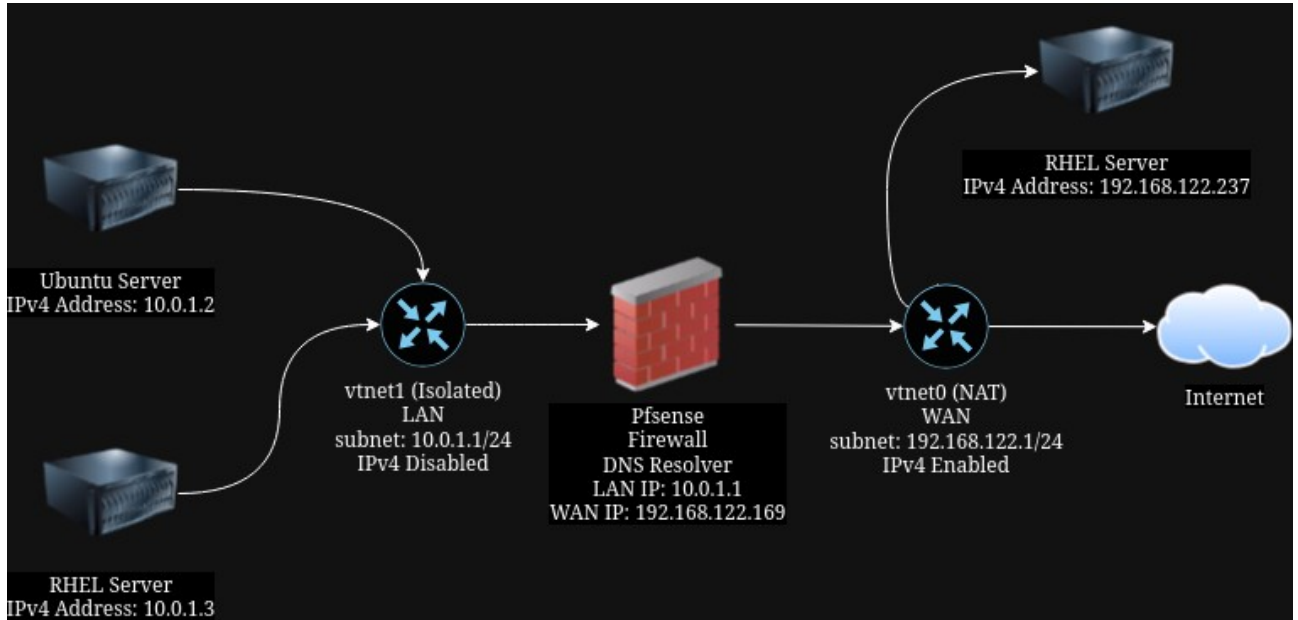 RHEL Server
IPv4 Address: 192.168.122.237
Ubuntu Server
IPv4 Address: 10.0.1.2
vtnet1 (Isolated)
LAN
subnet: 10.0.1.1/24
IPv4 Disabled
Pfsense
Firewall
DNS Resolver
LAN IP: 10.0.1.1
WAN IP: 192.168.122.169
vtnet0 (NAT)
WAN
subnet: 192.168.122.1/24
IPv4 Enabled
Internet
RHEL Server
IPv4 Address: 10.0.1.3